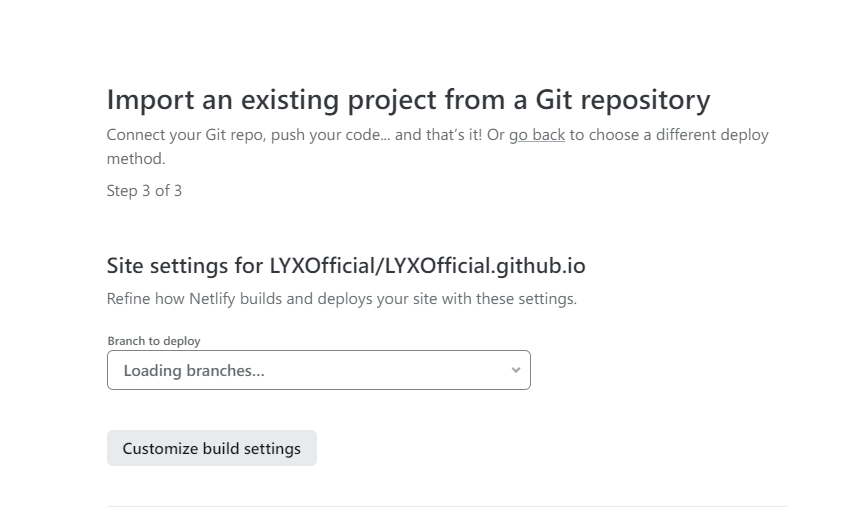 Import an existing project from a Git repository
Connect your Git repo, push your code... and that's it! Or go back to choose a different deploy
method.
Step 3 of 3
Site settings for LYXOfficial/LYXOfficial.github.io
Refine how Netlify builds and deploys your site with these settings.
Branch to deploy
Loading branches...
Customize build settings